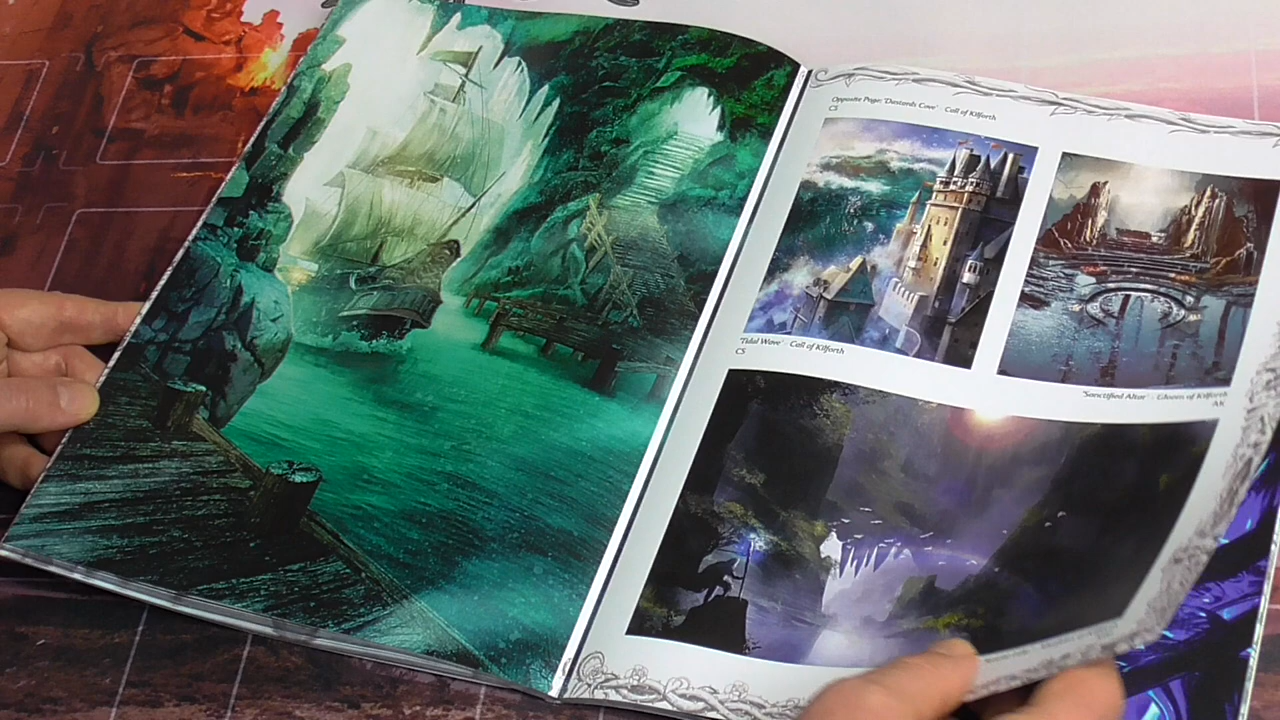 Opposite Page: 'Dastards Cove' - Call of Kilforth
CS
'Tidal Wave' - Call of Kilforth
CS
'Sanctified Altar' - Gloom of Kilforth
AK